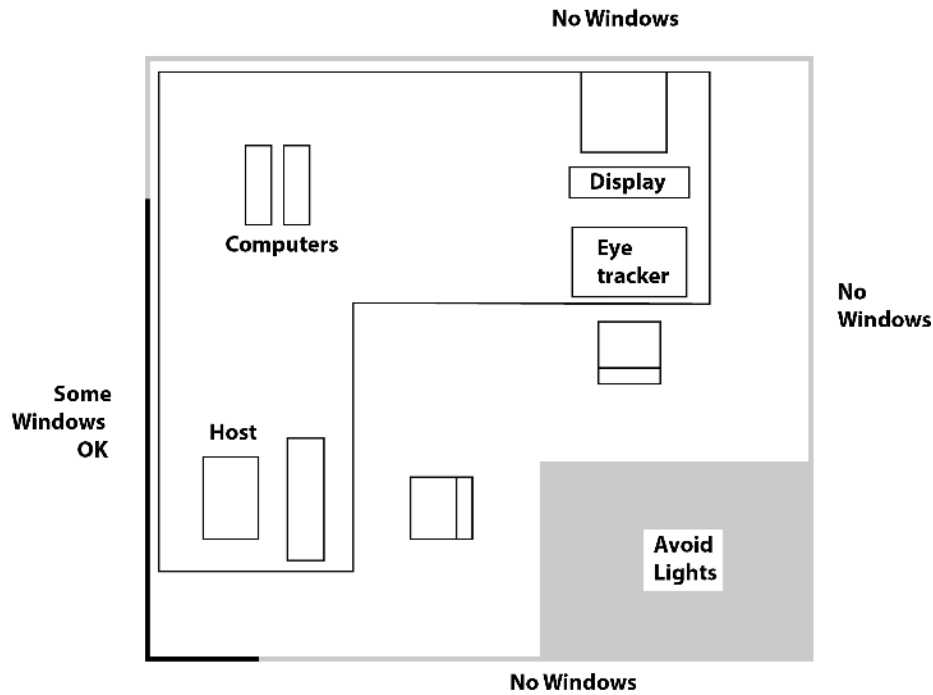 No Windows
Display
Computers
Eye
tracker
No
Windows
Some
Windows
OK
Host
Avoid
Lights
No Windows